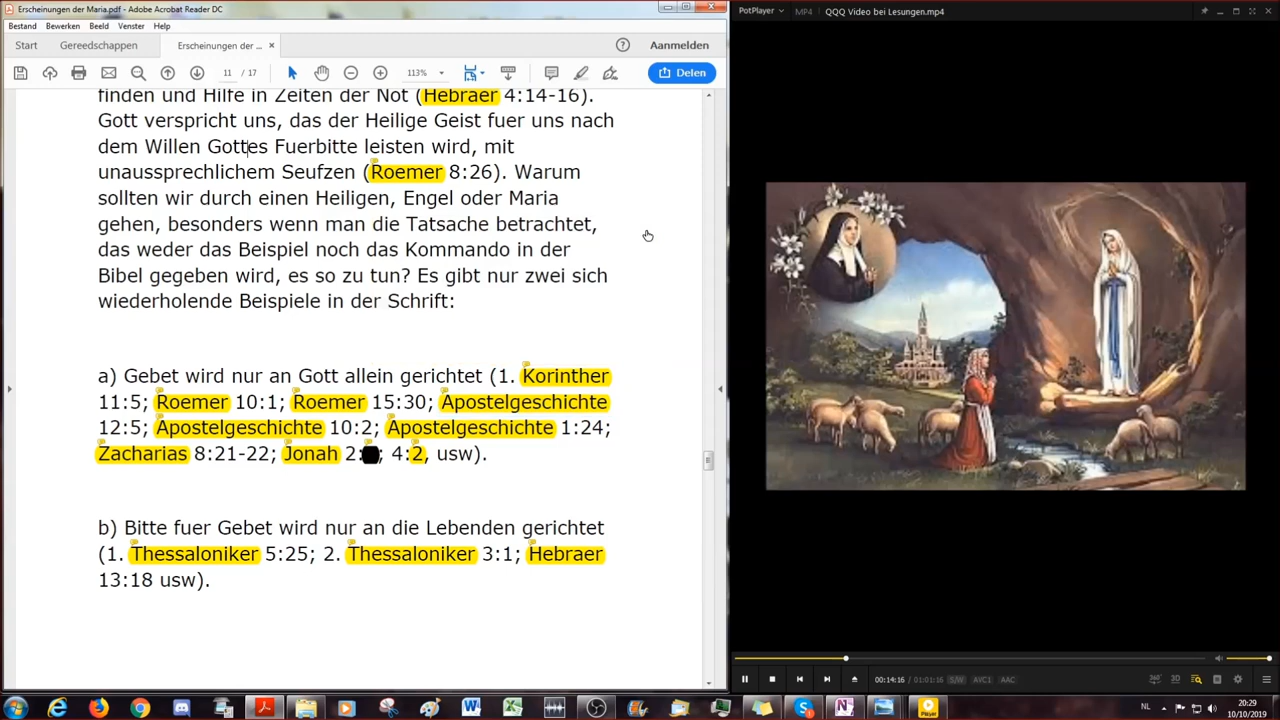 Erscheinungen der Maria.pdf - Adobe Acrobat Reader DC
Bestand Bewerken Beeld Venster Help
Start Gereedschappen Erscheinungen der ... × Aanmelden
11 / 17 113% Delen
finden und Hilfe in Zeiten der Not (Hebraer 4:14-16).
Gott verspricht uns, das der Heilige Geist fuer uns nach
dem Willen Gottes Fuerbitte leisten wird, mit
unaussprechlichem Seufzen (Roemer 8:26). Warum
sollten wir durch einen Heiligen, Engel oder Maria
gehen, besonders wenn man die Tatsache betrachtet,
das weder das Beispiel noch das Kommando in der
Bibel gegeben wird, es so zu tun? Es gibt nur zwei sich
wiederholende Beispiele in der Schrift:
a) Gebet wird nur an Gott allein gerichtet (1. Korinther
11:5; Roemer 10:1; Roemer 15:30; Apostelgeschichte
12:5; Apostelgeschichte 10:2; Apostelgeschichte 1:24;
Zacharias 8:21-22; Jonah 2: ; 4:2, usw).
b) Bitte fuer Gebet wird nur an die Lebenden gerichtet
(1. Thessaloniker 5:25; 2. Thessaloniker 3:1; Hebraer
13:18 usw).
PotPlayer MP4 QQQ Video bei Lesungen.mp4
00:14:16 / 01:01:16 S/W AVC1 AAC
360° 3D
NL 20:29
10/10/2019